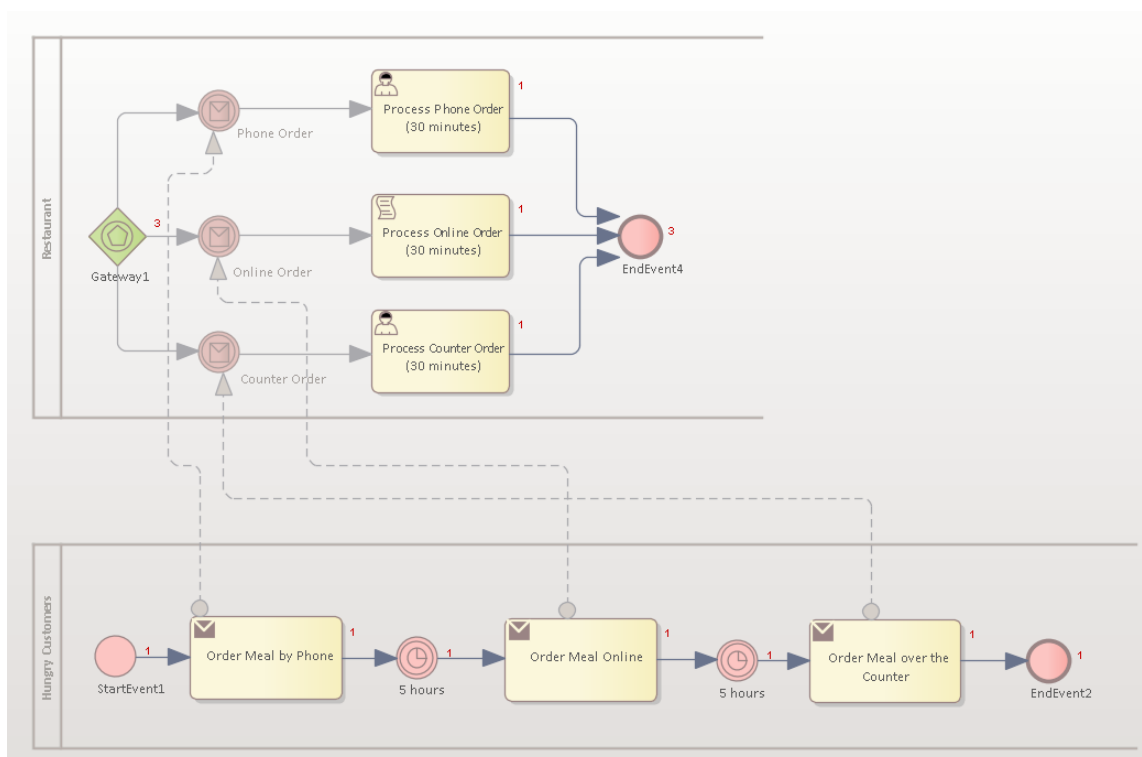 Restaurant
1
Process Phone Order
(30 minutes)
Phone Order
3
Gateway1
Online Order
1
Process Online Order
(30 minutes)
3
EndEvent4
1
Process Counter Order
(30 minutes)
Counter Order
Hungry Customers
1
StartEvent1
Order Meal by Phone
1
1
5 hours
Order Meal Online
1
1
5 hours
Order Meal over the
Counter
1
1
EndEvent2